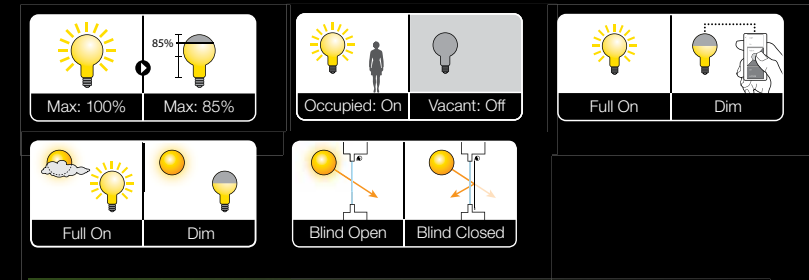 85%
Max: 100%
Max: 85%
Occupied: On
Vacant: Off
Full On
Dim
Full On
Dim
Blind Open
Blind Closed